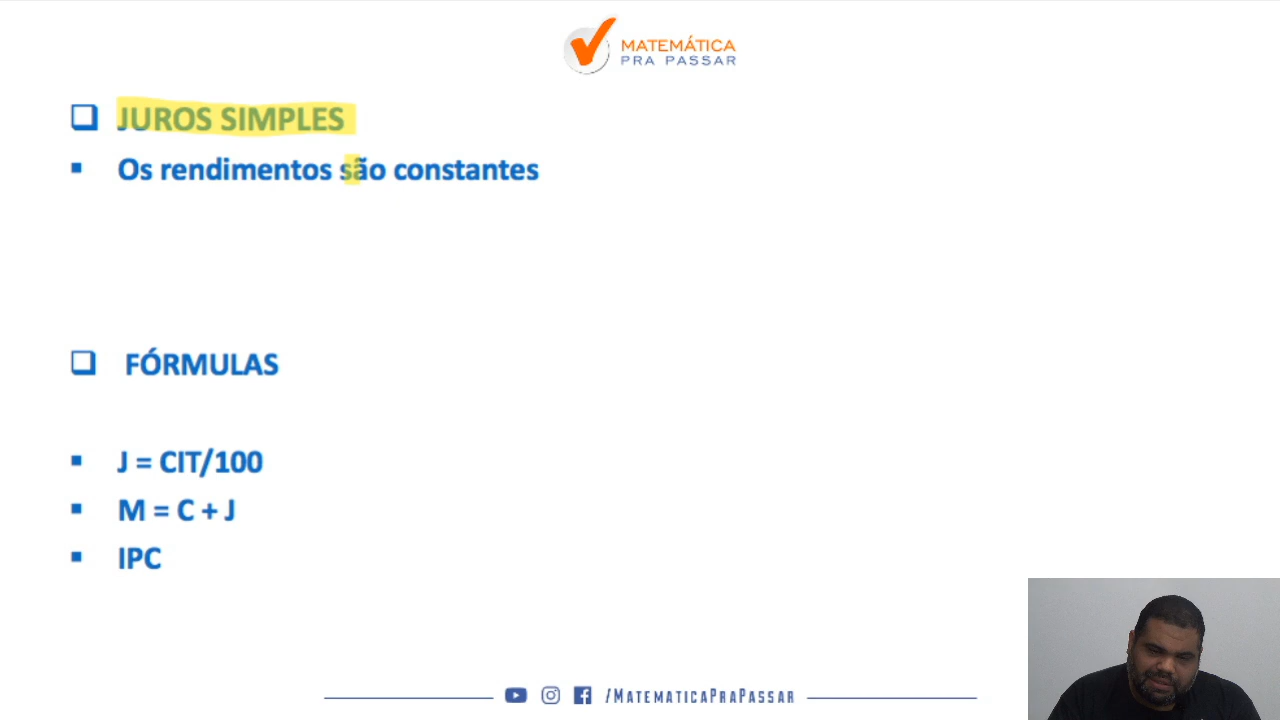 MATEMÁTICA
PRA PASSAR
JUROS SIMPLES
Os rendimentos são constantes
FÓRMULAS
J = CIT/100
M = C + J
IPC
/MATEMATICAPRAPASSAR